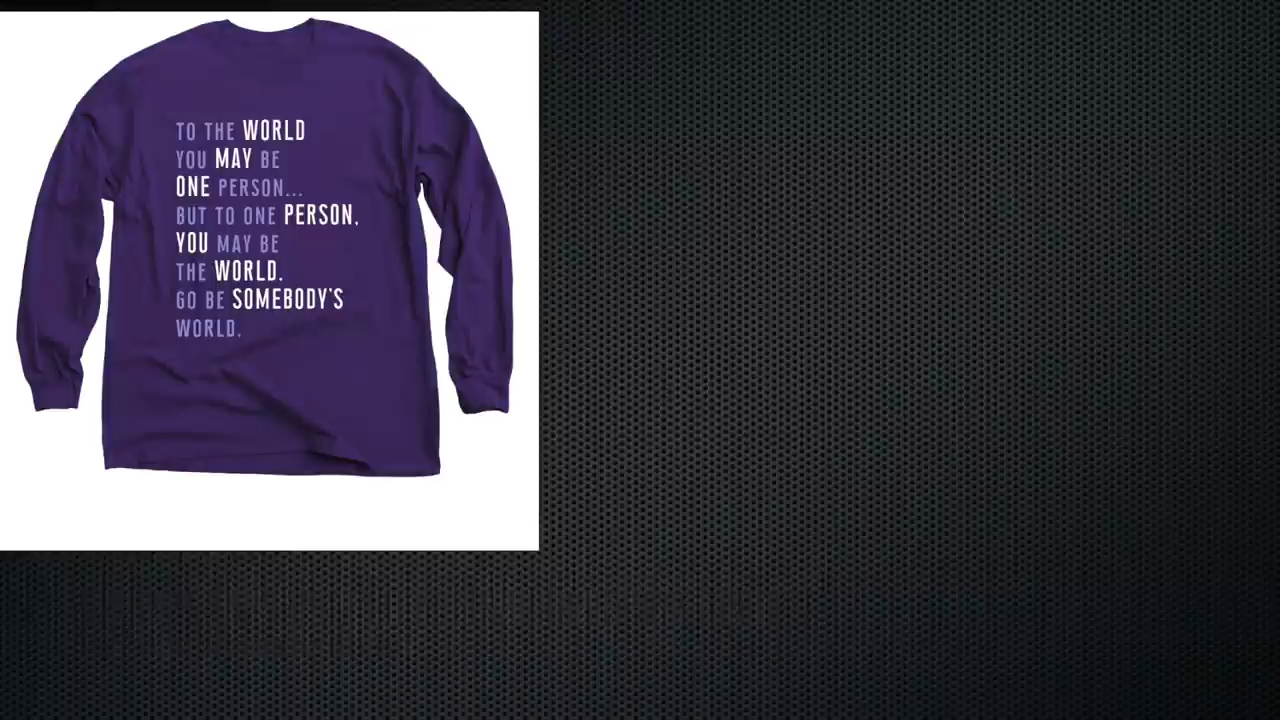 TO THE WORLD
YOU MAY BE
ONE PERSON...
BUT TO ONE PERSON,
YOU MAY BE
THE WORLD.
GO BE SOMEBODY'S
WORLD.